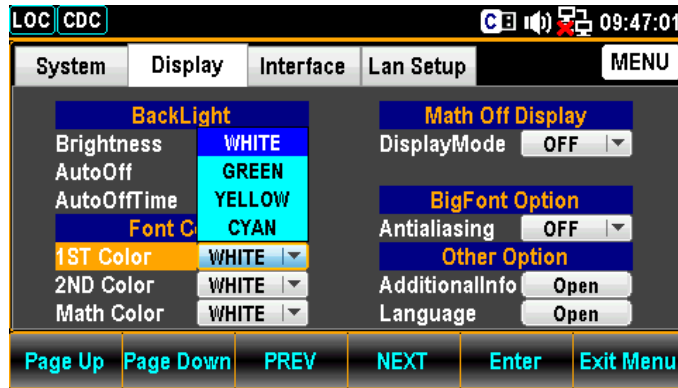 LOC CDC C 09:47:01
System Display Interface Lan Setup MENU
BackLight
Brightness
AutoOff
AutoOffTime
WHITE
GREEN
YELLOW
CYAN
Font C
1ST Color WHITE
2ND Color WHITE
Math Color WHITE
Math Off Display
DisplayMode OFF
BigFont Option
Antialiasing OFF
Other Option
AdditionalInfo Open
Language Open
Page Up Page Down PREV NEXT Enter Exit Menu